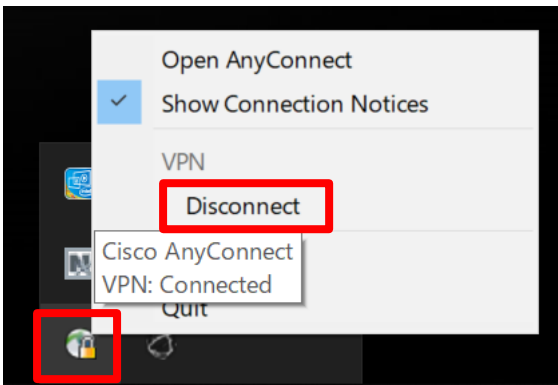 Open AnyConnect
Show Connection Notices
VPN
Disconnect
Cisco AnyConnect
VPN: Connected
Quit